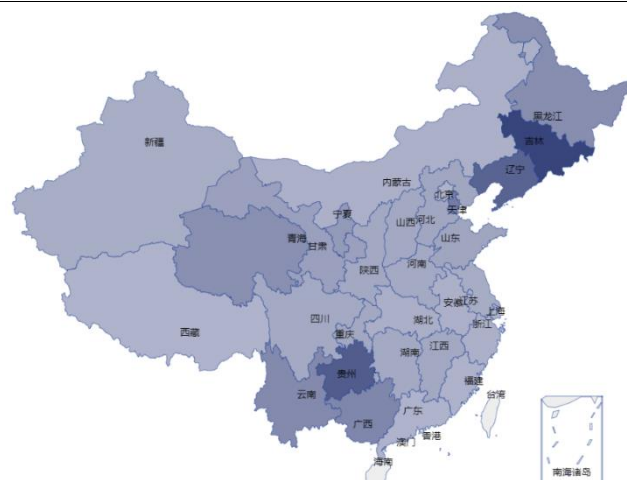 黑龙江
吉林
新疆
辽宁
内蒙古
北京
天津
宁夏
山西
河北
青海
甘肃
山东
陕西
河南
西藏
四川
安徽
江苏
上海
重庆
湖北
浙江
湖南
江西
贵州
云南
福建
台湾
广西
广东
香港
澳门
海南
南海诸岛